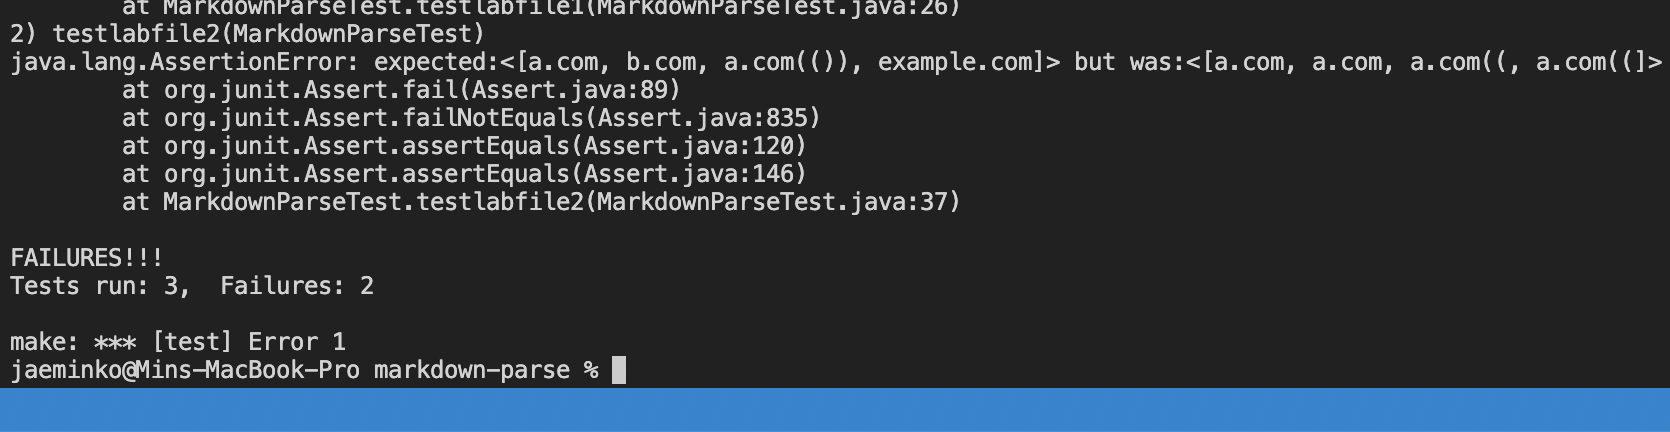 at MarkdownParseTest.testlabfile1(MarkdownParseTest.java:26)
2) testlabfile2(MarkdownParseTest)
java.lang.AssertionError: expected:<[a.com, b.com, a.com(()), example.com]> but was:<[a.com, a.com, a.com((, a.com((]>
at org.junit.Assert.fail(Assert.java:89)
at org.junit.Assert.failNotEquals(Assert.java:835)
at org.junit.Assert.assertEquals(Assert.java:120)
at org.junit.Assert.assertEquals(Assert.java:146)
at MarkdownParseTest.testlabfile2(MarkdownParseTest.java:37)
FAILURES!!!
Tests run: 3,  Failures: 2
make: *** [test] Error 1
jaeminko@Mins-MacBook-Pro markdown-parse %